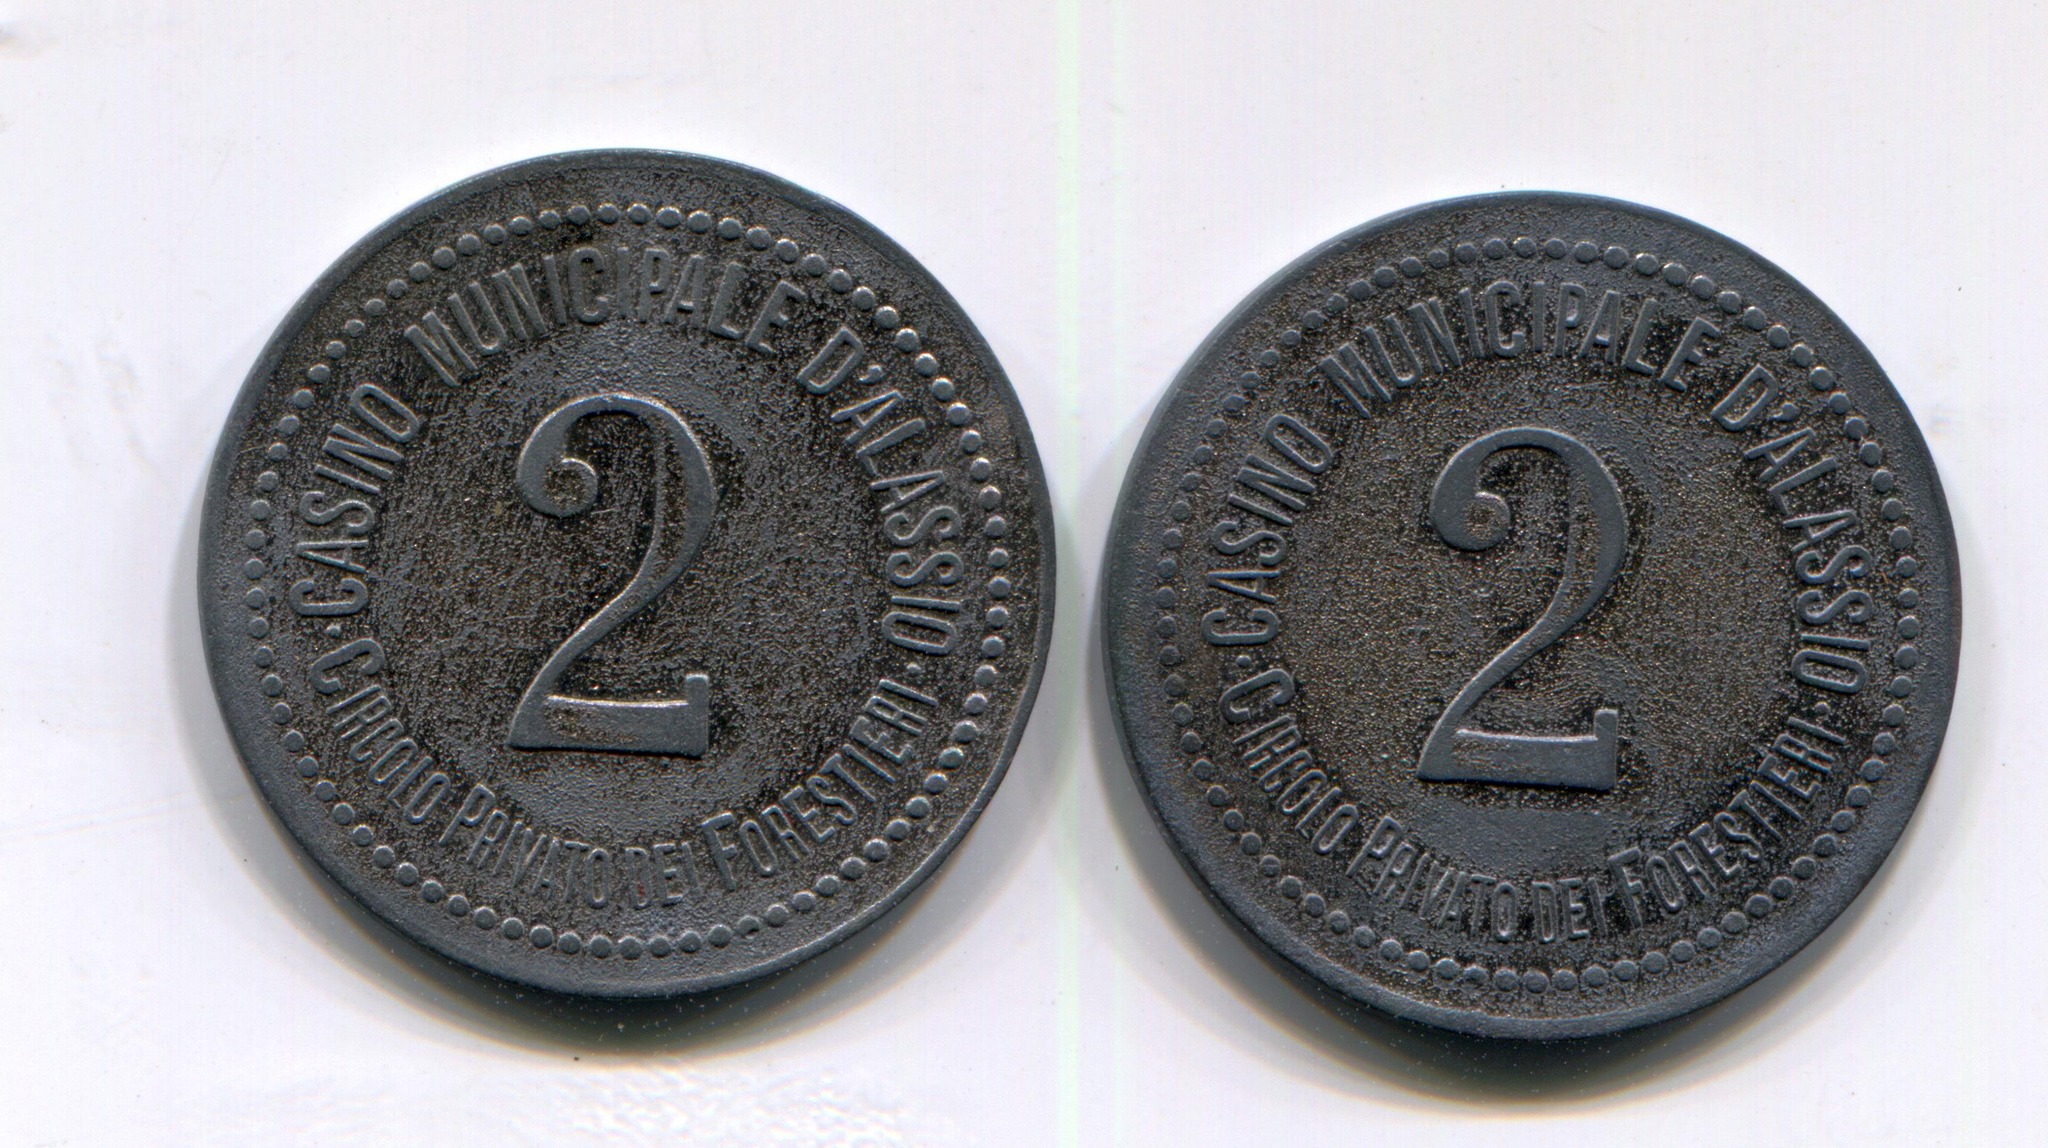 CASINO MUNICIPALE D'ALASSIO
2
· CIRCOLO PRIVATO DEI FORESTIERI ·
CASINO MUNICIPALE D'ALASSIO
2
· CIRCOLO PRIVATO DEI FORESTIERI ·